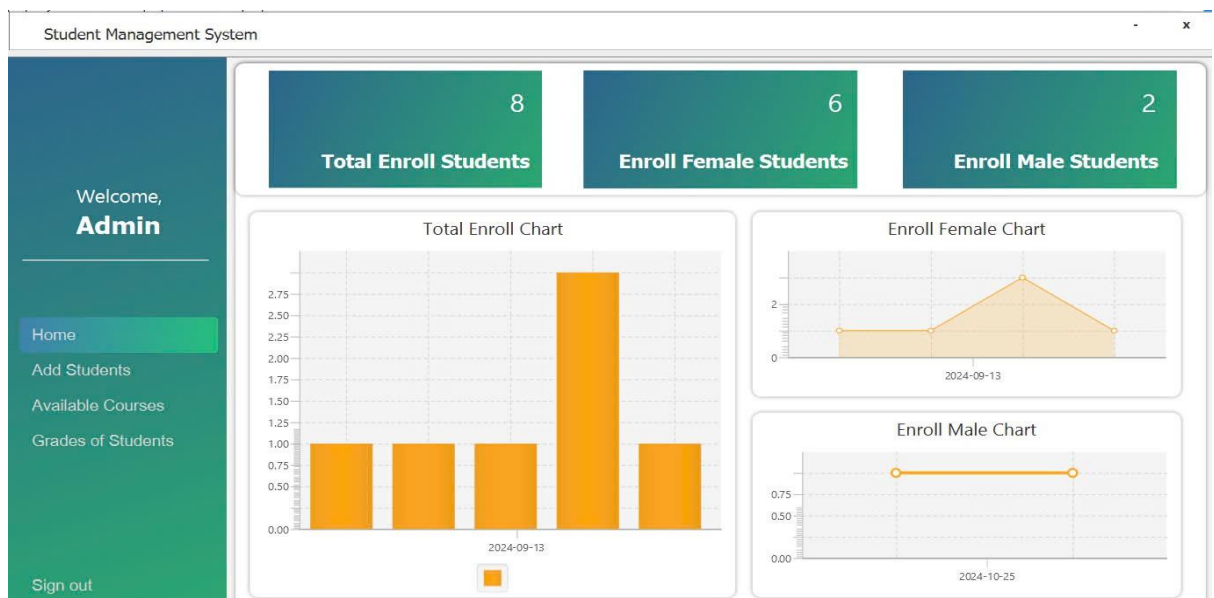 Student Management System
- x
8
Total Enroll Students
6
Enroll Female Students
2
Enroll Male Students
Welcome,
Admin
Home
Add Students
Available Courses
Grades of Students
Sign out
Total Enroll Chart
2.75
2.50
2.25
2.00
1.75
1.50
1.25
1.00
0.75
0.50
0.00
2024-09-13
Enroll Female Chart
2
0
2024-09-13
Enroll Male Chart
0.75
0.50
0.00
2024-10-25